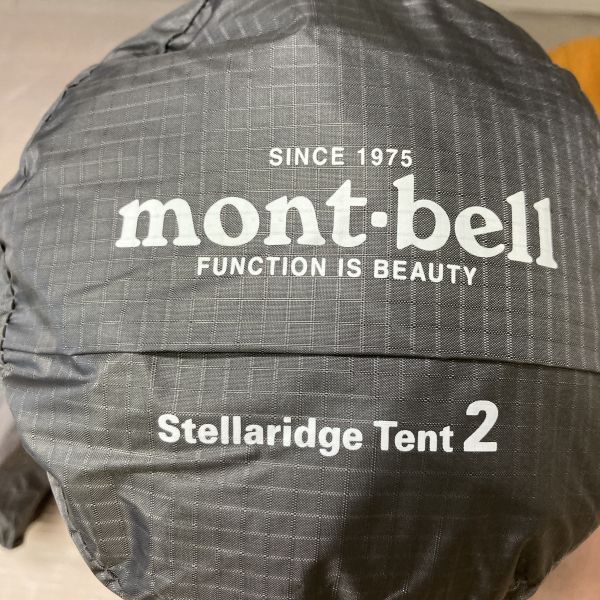 SINCE 1975
mont·bell
FUNCTION IS BEAUTY
Stellaridge Tent 2